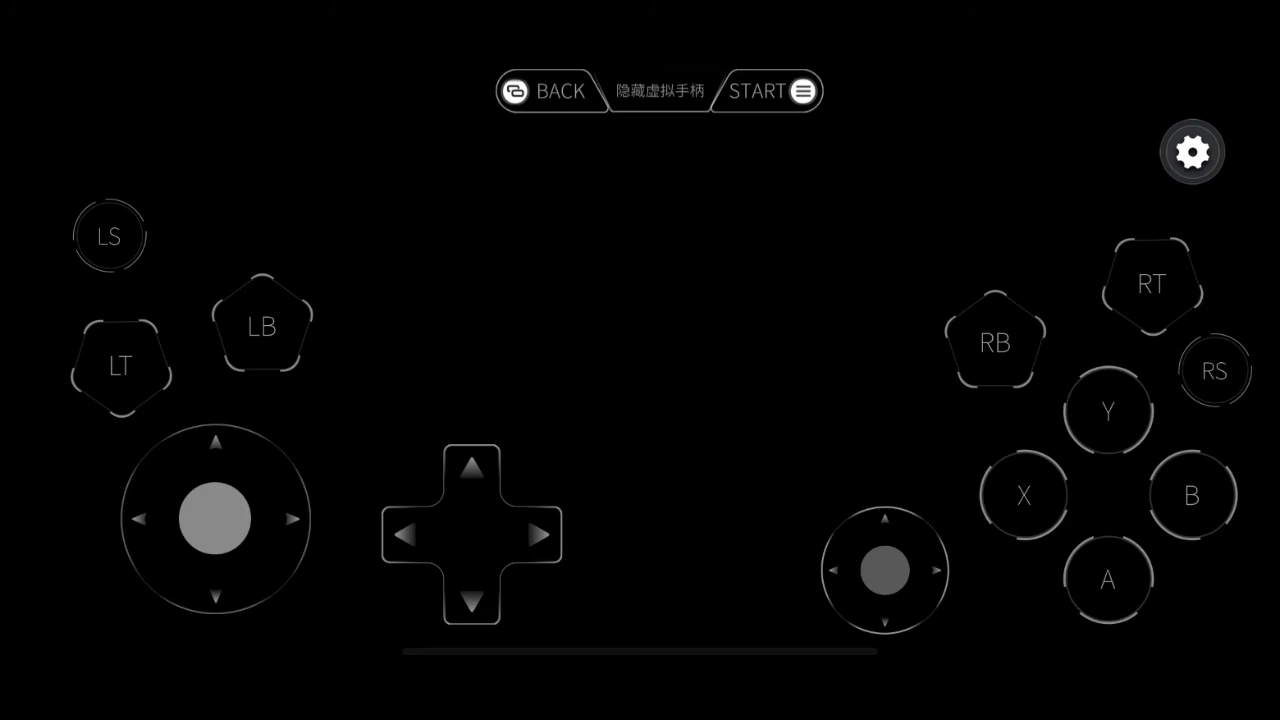 BACK 隐藏虚拟手柄 START
LS
LB
LT
RT
RB
RS
Y
X
B
A